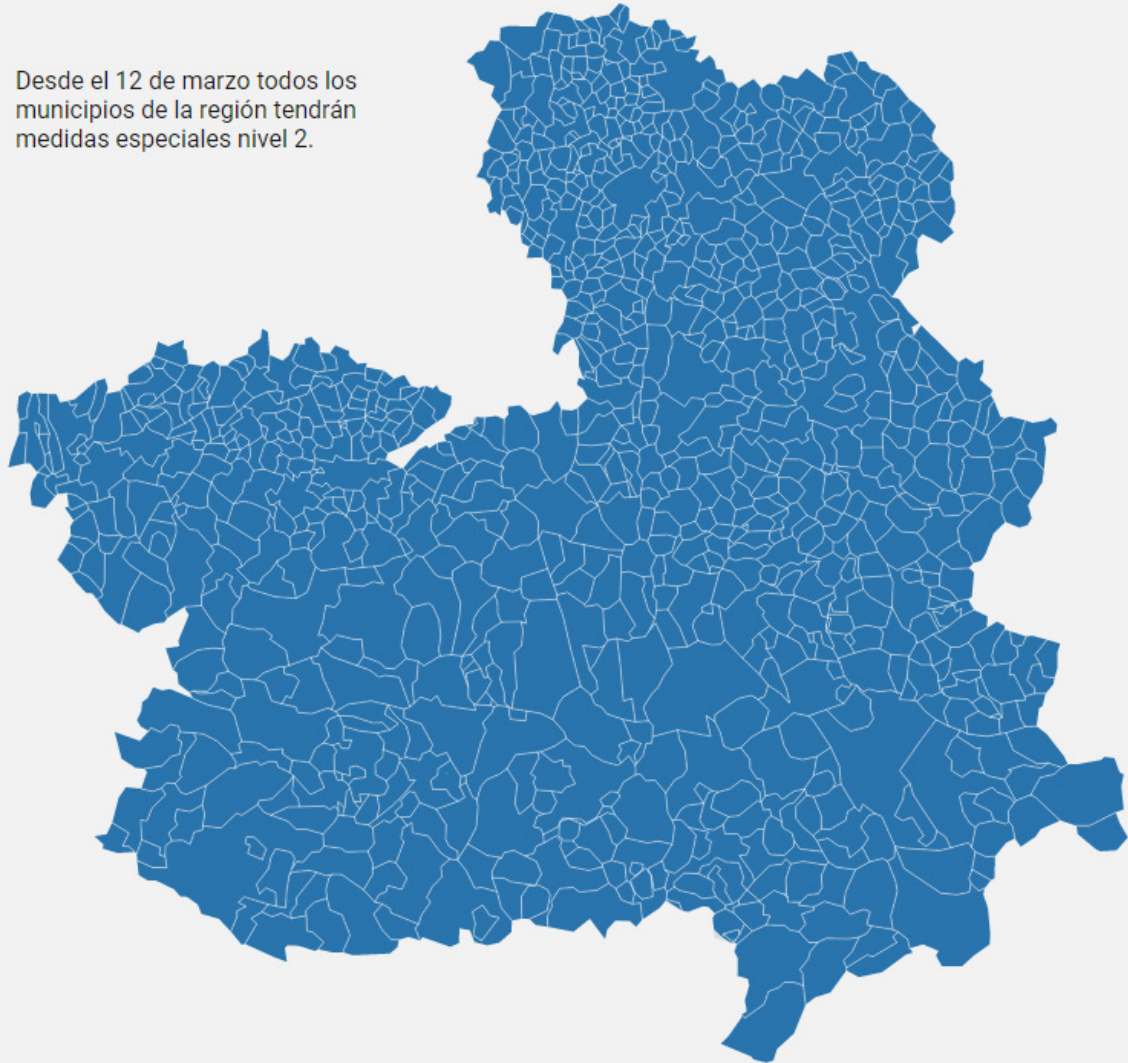 Desde el 12 de marzo todos los
municipios de la región tendrán
medidas especiales nivel 2.